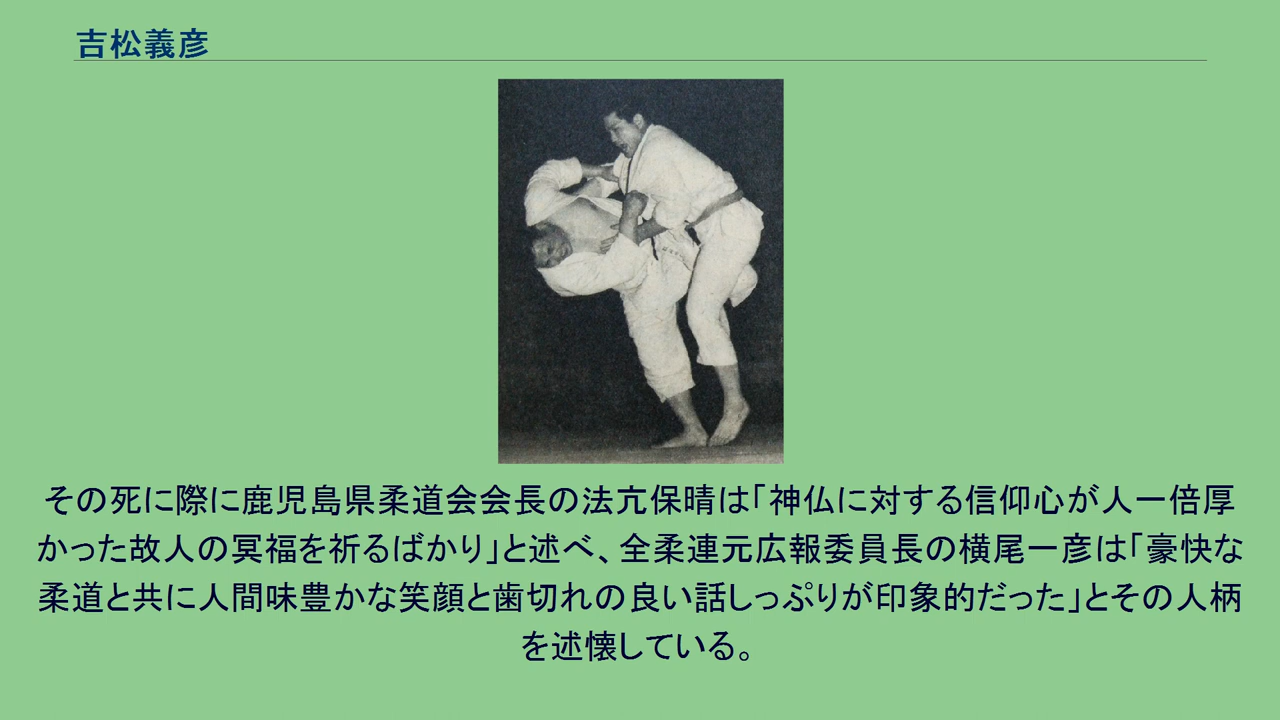 吉松義彦
その死に際に鹿児島県柔道会会長の法亢保晴は「神仏に対する信仰心が人一倍厚
かった故人の冥福を祈るばかり」と述べ、全柔連元広報委員長の横尾一彦は「豪快な
柔道と共に人間味豊かな笑顔と歯切れの良い話しっぷりが印象的だった」とその人柄
を述懐している。